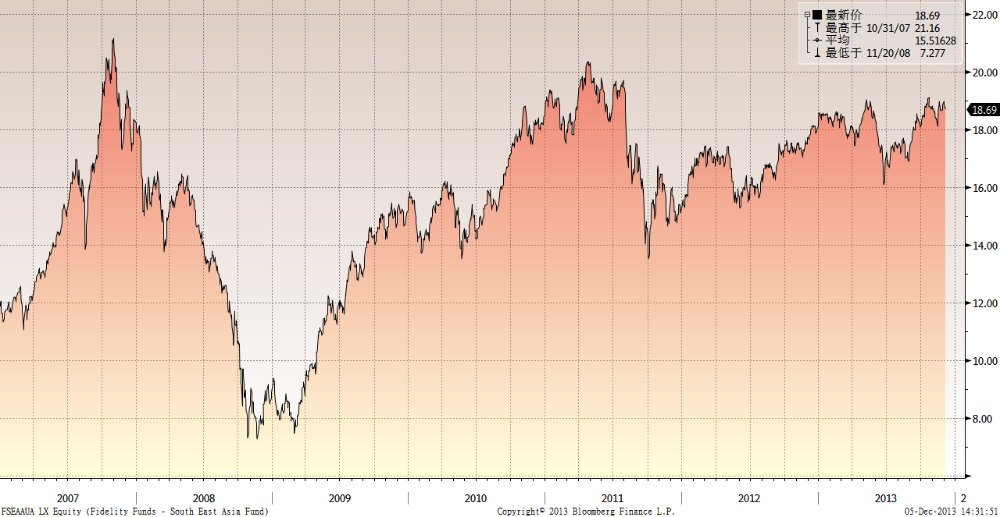 最新价 18.69
最高于 10/31/07 21.16
平均 15.51628
最低于 11/20/08 7.277
22.00
20.00
18.69
18.00
16.00
14.00
12.00
10.00
8.00
2007 2008 2009 2010 2011 2012 2013 2
FSEAAUA LX Equity (Fidelity Funds - South East Asia Fund) Copyright© 2013 Bloomberg Finance L.P. 05-Dec-2013 14:31:51